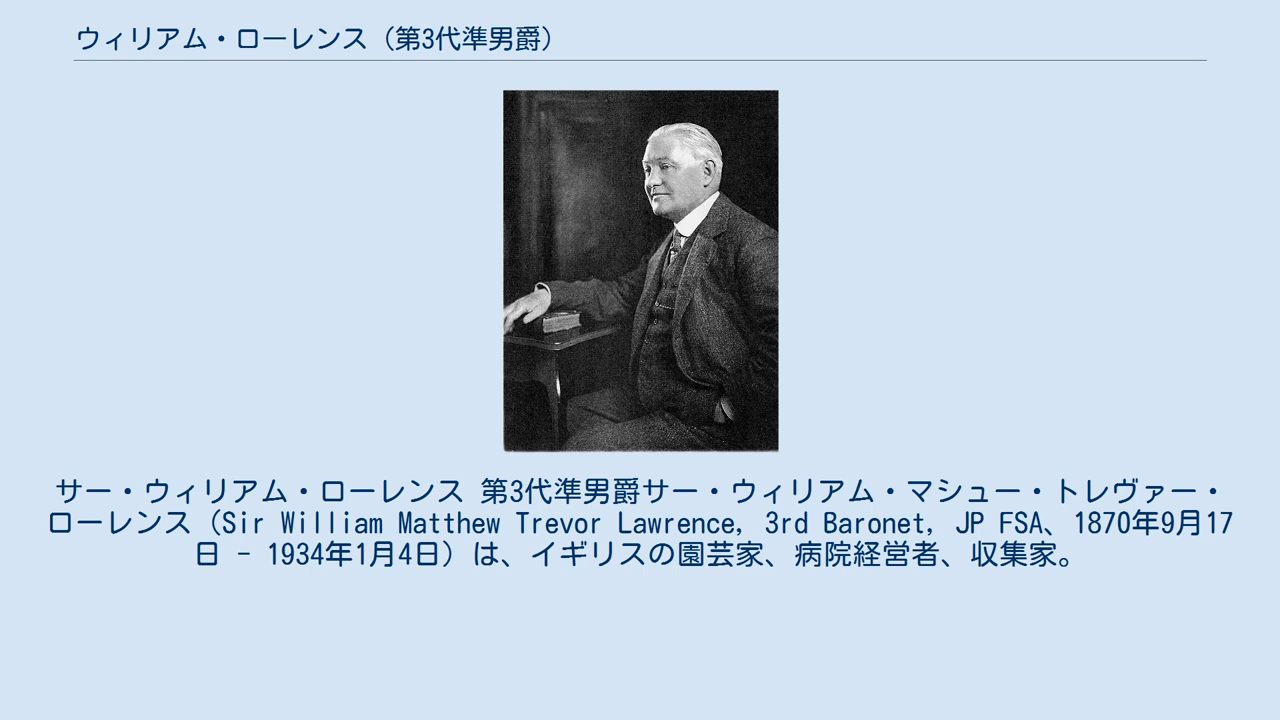 ウィリアム・ローレンス（第3代準男爵）
サー・ウィリアム・ローレンス 第3代準男爵サー・ウィリアム・マシュー・トレヴァー・
ローレンス（Sir William Matthew Trevor Lawrence, 3rd Baronet, JP FSA、1870年9月17
日 - 1934年1月4日）は、イギリスの園芸家、病院経営者、収集家。